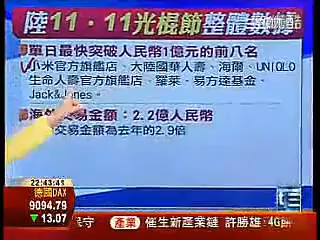 陸11‧11光棍節整體數
單日最快突破人民幣1億元的前八名
米官方旗艦店、大陸國華人壽、海爾、UNIQLO
生命人壽官方旗艦店、羅萊、易方達基金、
Jack&Jones。
海外交易金額：2.2億人民幣
交易金額為去年的2.9倍
22:43:41
德國DAX
9094.79
▼13.07
保守 產業 催生新產業鏈 許勝雄:4G